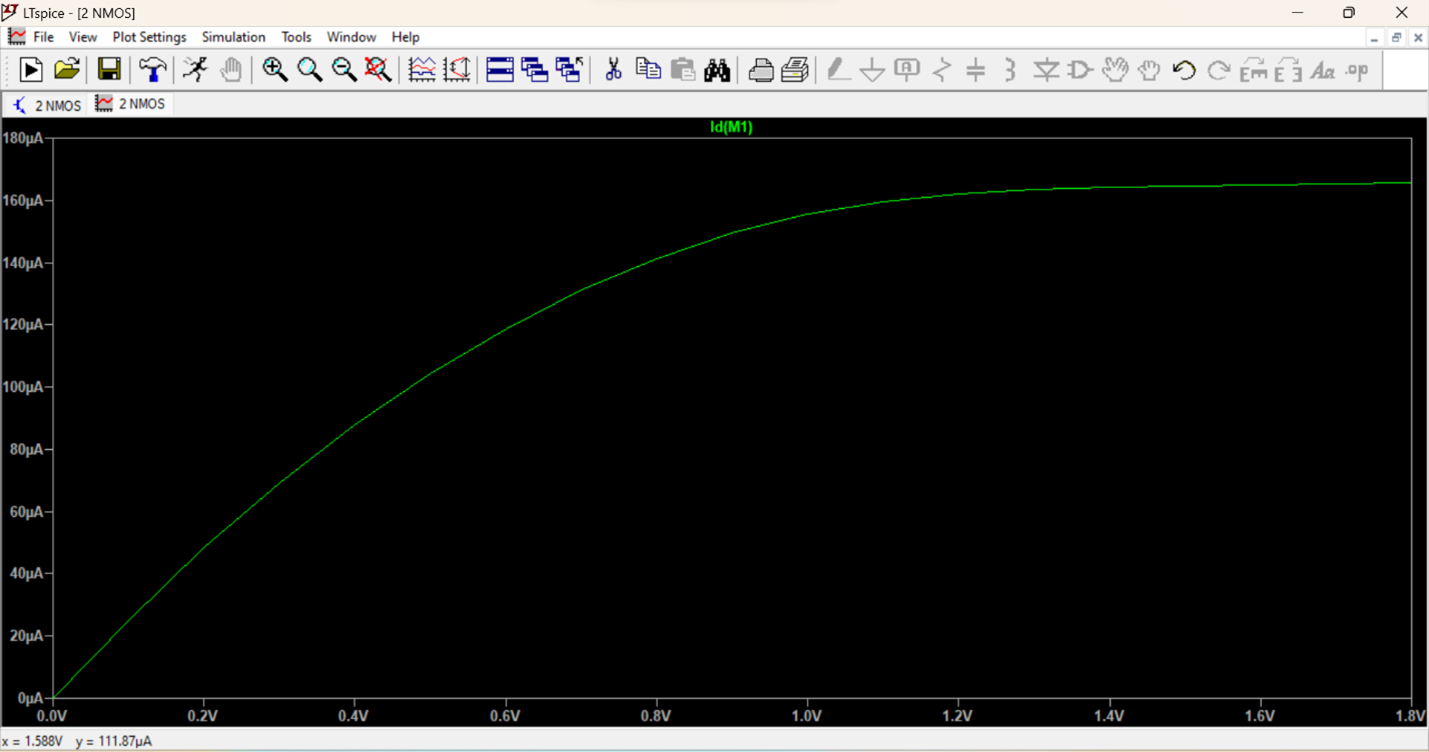 LTspice - [2 NMOS]
File View Plot Settings Simulation Tools Window Help
2 NMOS 2 NMOS
Id(M1)
180µA
160µA
140µA
120µA
100µA
80µA
60µA
40µA
20µA
0µA
0.0V 0.2V 0.4V 0.6V 0.8V 1.0V 1.2V 1.4V 1.6V 1.8V
x = 1.588V y = 111.87µA